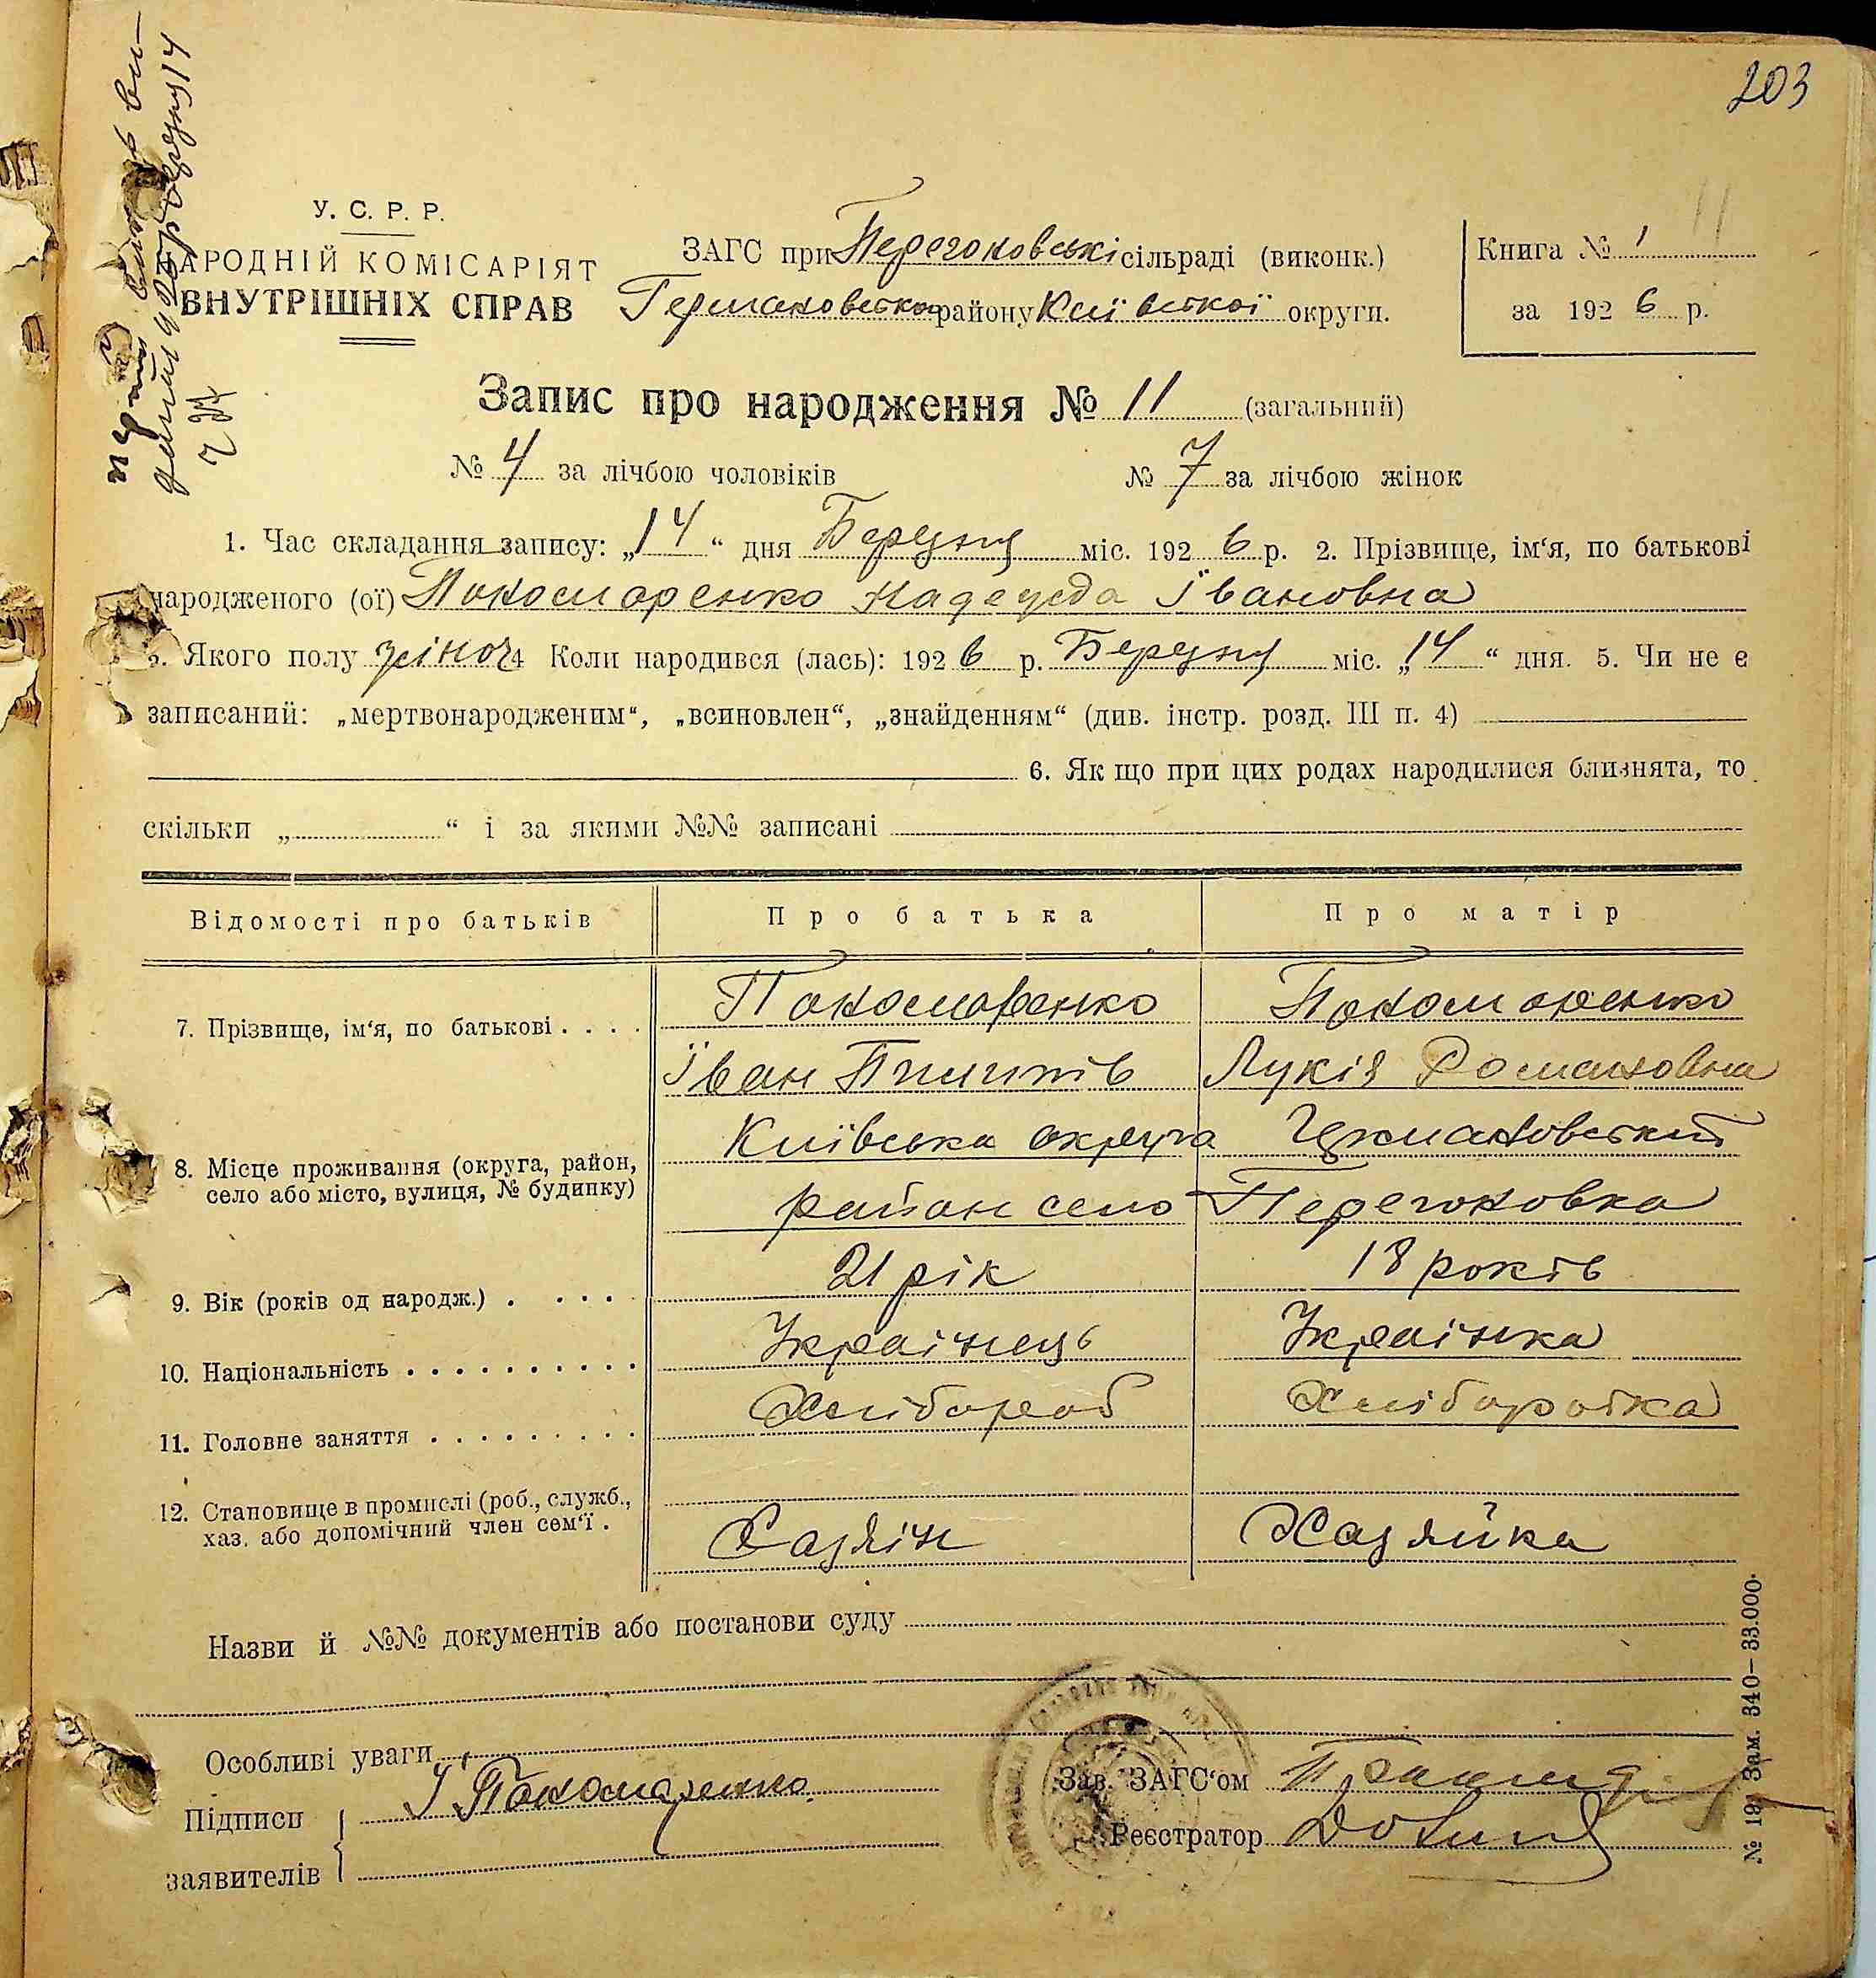 203
У. С. Р. Р.
НАРОДНІЙ КОМІСАРІЯТ
ВНУТРІШНІХ СПРАВ
ЗАГС при Перегоновські сільраді (виконк.)
Германовського району Київської округи.
Книга № 1 11
за 1926 р.
Запис про народження № 11 (загальний)
№ 4 за лічбою чоловіків № 7 за лічбою жінок
1. Час складання запису: „14“ дня Березня міс. 1926 р. 2. Прізвище, ім‘я, по батькові
народженого (ої) Пономаренко Надежда Івановна
3. Якого полу жіноч 4 Коли народився (лась): 1926 р. Березня міс. „14“ дня. 5. Чи не є
записаний: „мертвонародженим“, „всиновлен“, „знайденням“ (див. інстр. розд. III п. 4)
6. Як що при цих родах народилися близнята, то
скільки „ “ і за якими №№ записані
Відомості про батьків Про батька Про матір
7. Прізвище, ім‘я, по батькові . . . . Пономаренко Пономаренко
Їван Пилипів Лукія Романовна
8. Місце проживання (округа, район, село або місто, вулиця, № будинку) Київська округа Германовський
район село Перегоновка
9. Вік (років од народж.) . . . . 21 рік 18 років
10. Національність . . . . . . . . . . Украінець Украінка
11. Головне заняття . . . . . . . . . Хлібороб Хліборобка
12. Становище в промислі (роб., служб.,
хаз. або допомічний член сем‘ї . Хазяїн Хазяйка
Назви й №№ документів або постанови суду
Особливі уваги
Підписи заявителів І Пономаренко.
Зав. ЗАГС‘ом
Реєстратор
№ 19. Зам. 340—33.000.